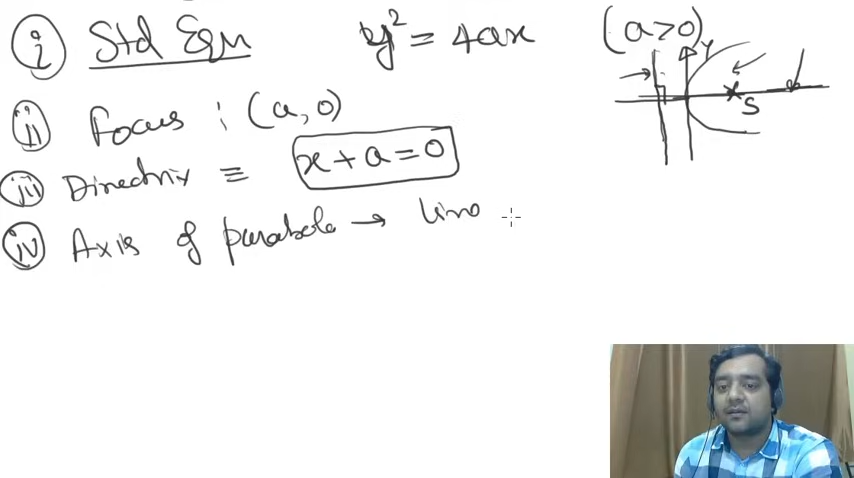 (i) Std Eqn y² = 4ax (a>0)
Y
S
(ii) Focus : (a, 0)
(iii) Directrix ≡ x + a = 0
(iv) Axis of parabola → line